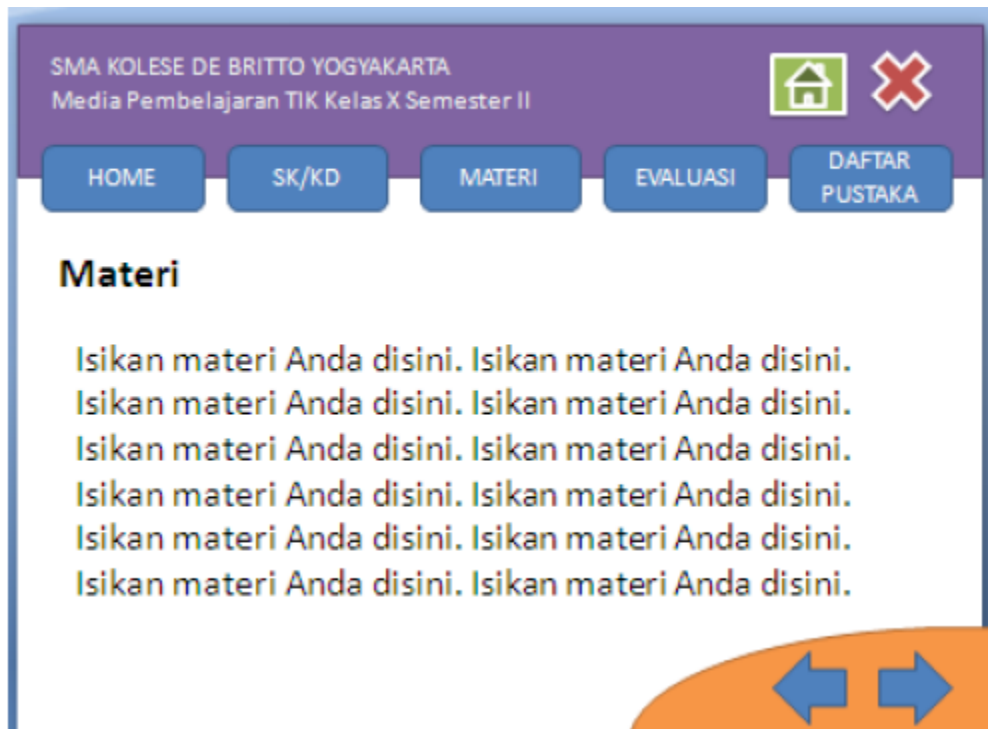 SMA KOLESE DE BRITTO YOGYAKARTA
Media Pembelajaran TIK Kelas X Semester II
HOME
SK/KD
MATERI
EVALUASI
DAFTAR
PUSTAKA
Materi
Isikan materi Anda disini. Isikan materi Anda disini.
Isikan materi Anda disini. Isikan materi Anda disini.
Isikan materi Anda disini. Isikan materi Anda disini.
Isikan materi Anda disini. Isikan materi Anda disini.
Isikan materi Anda disini. Isikan materi Anda disini.
Isikan materi Anda disini. Isikan materi Anda disini.